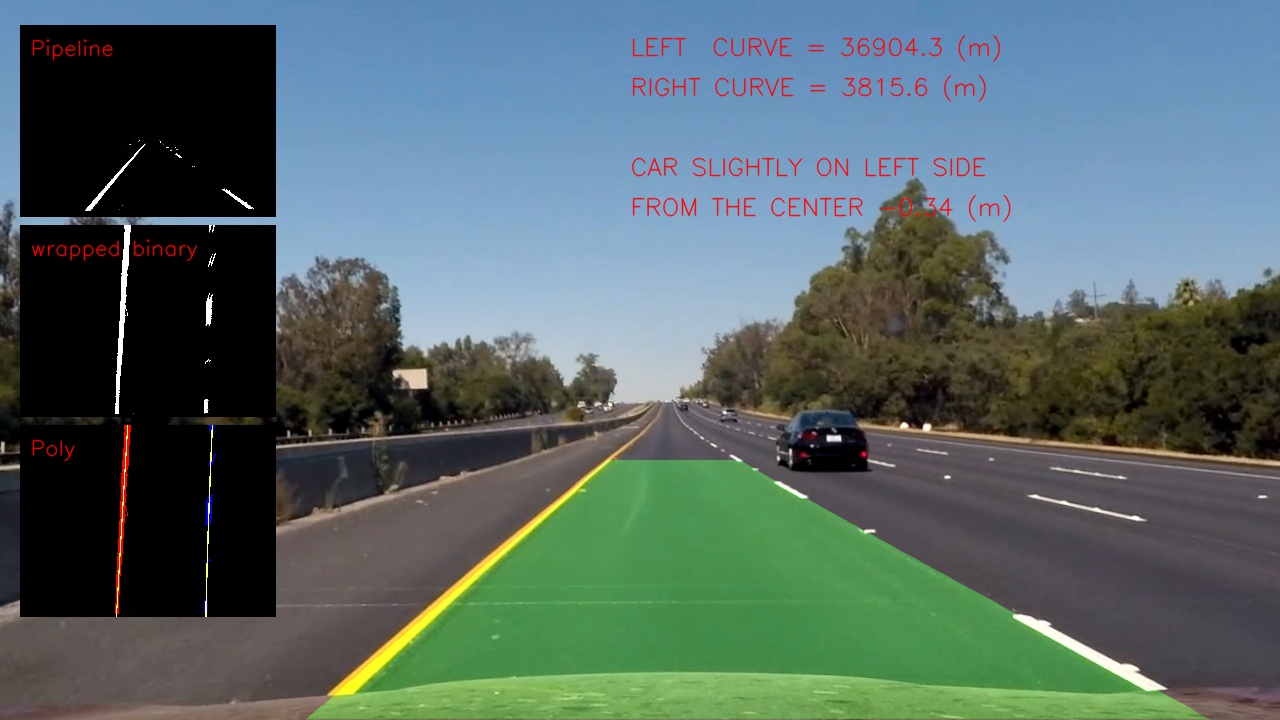 Pipeline
LEFT CURVE = 36904.3 (m)
RIGHT CURVE = 3815.6 (m)
CAR SLIGHTLY ON LEFT SIDE
FROM THE CENTER -0.34 (m)
wrapped binary
Poly